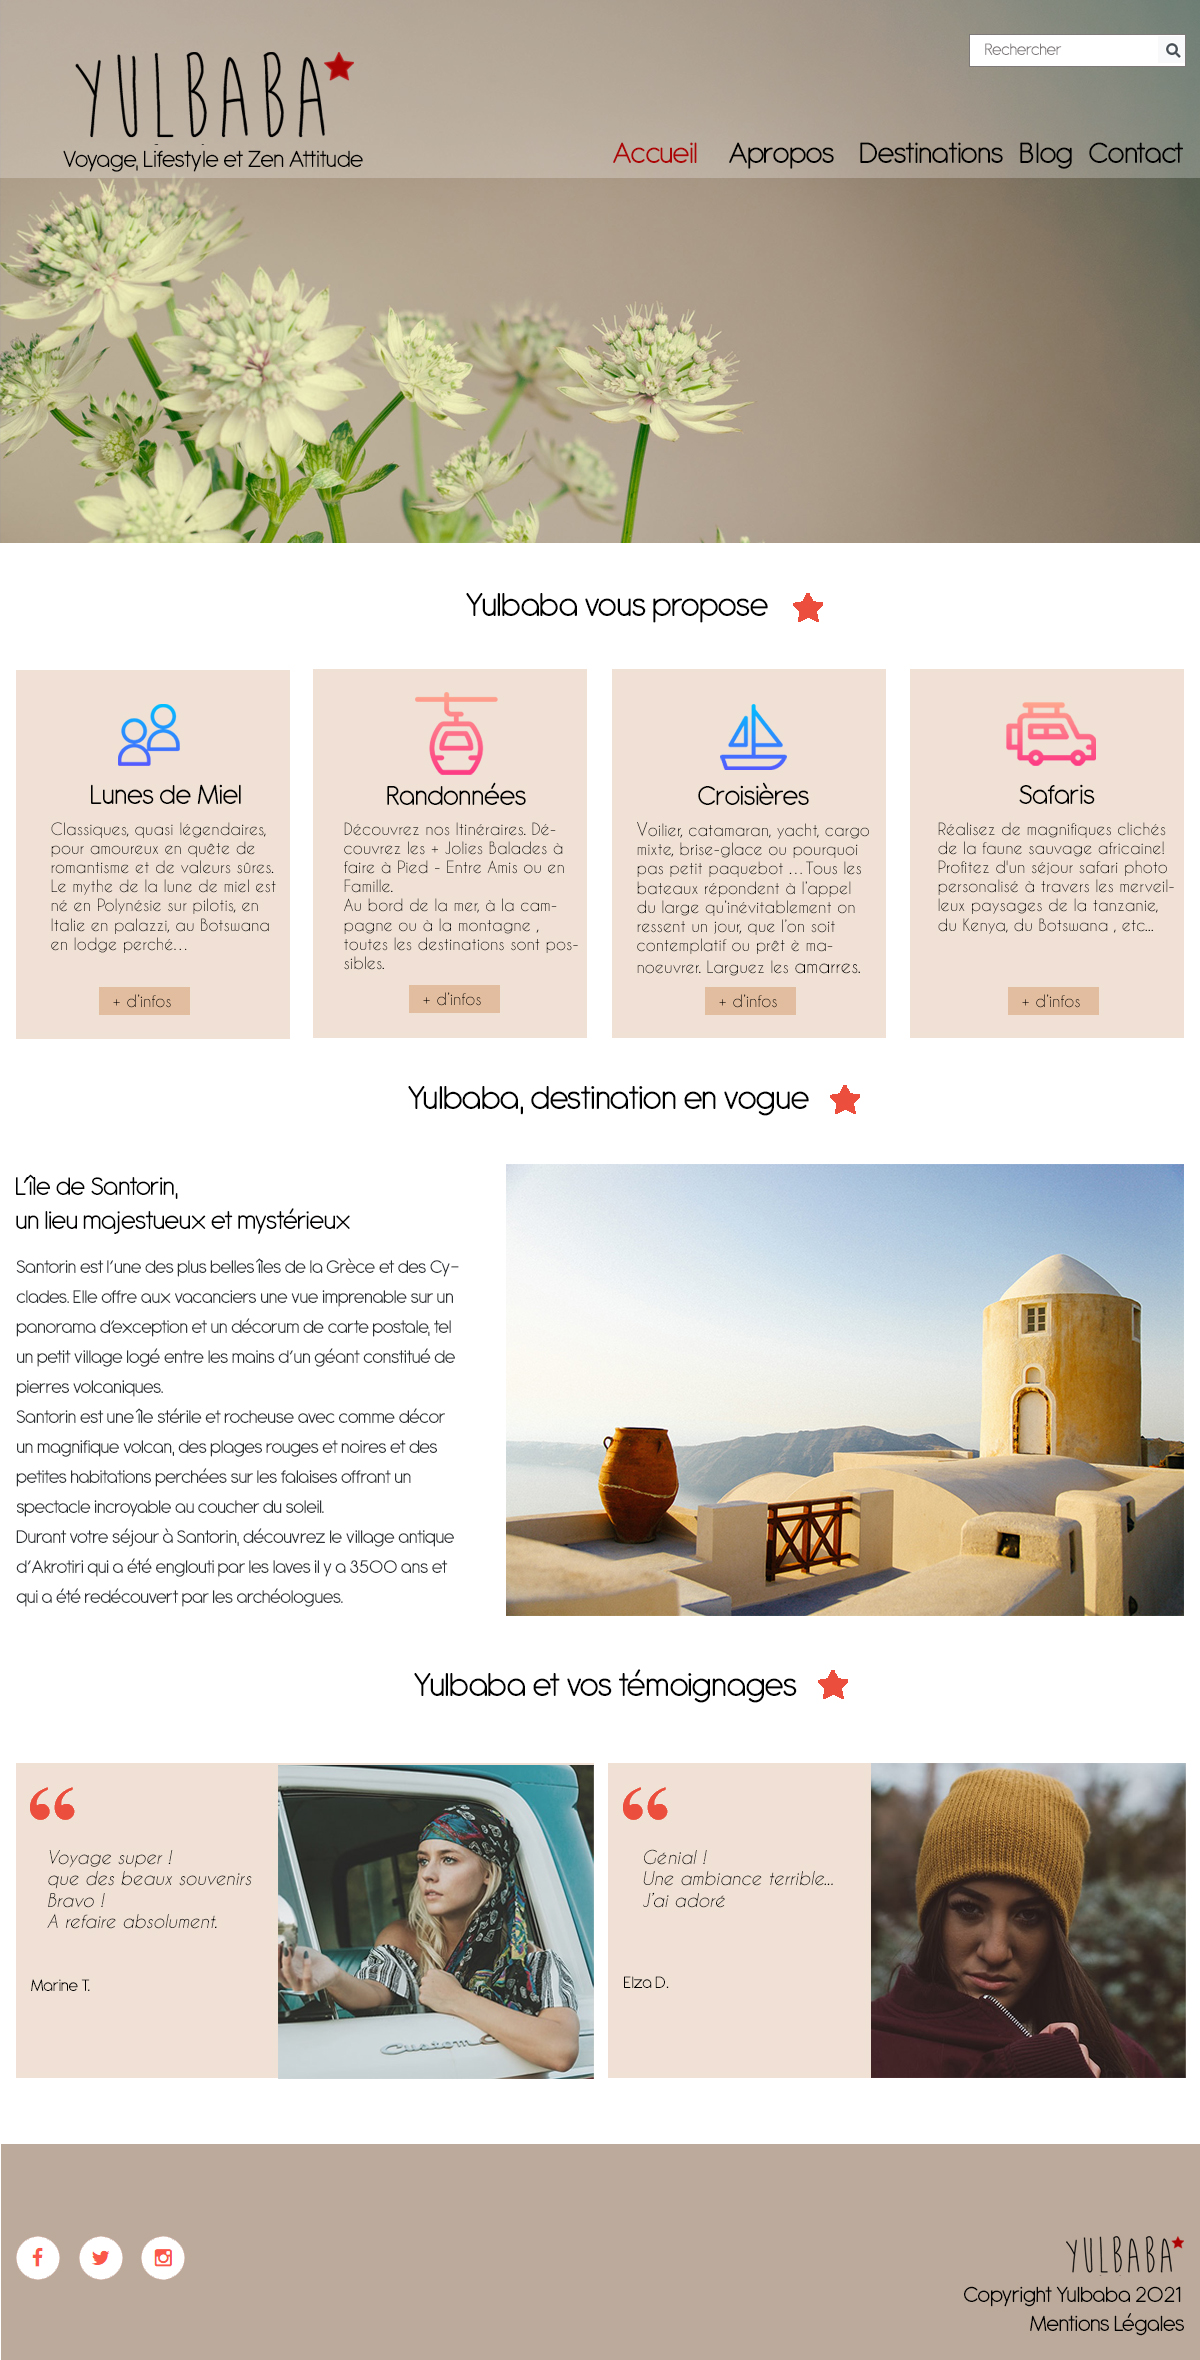 Rechercher
YULBABA
Voyage, Lifestyle et Zen Attitude
Accueil Apropos Destinations Blog Contact
Yulbaba vous propose
Lunes de Miel
Classiques, quasi légendaires,
pour amoureux en quête de
romantisme et de valeurs sûres.
Le mythe de la lune de miel est
né en Polynésie sur pilotis, en
Italie en palazzi, au Botswana
en lodge perché...
+ d'infos
Randonnées
Découvrez nos Itinéraires. Dé-
couvrez les + Jolies Balades à
faire à Pied - Entre Amis ou en
Famille.
Au bord de la mer, à la cam-
pagne ou à la montagne ,
toutes les destinations sont pos-
sibles.
+ d'infos
Croisières
Voilier, catamaran, yacht, cargo
mixte, brise-glace ou pourquoi
pas petit paquebot ...Tous les
bateaux répondent à l'appel
du large qu'inévitablement on
ressent un jour, que l'on soit
contemplatif ou prêt è ma-
noeuvrer. Larguez les amarres.
+ d'infos
Safaris
Réalisez de magnifiques clichés
de la faune sauvage africaine!
Profitez d'un séjour safari photo
personalisé à travers les merveil-
leux paysages de la tanzanie,
du Kenya, du Botswana , etc...
+ d'infos
Yulbaba, destination en vogue
L'île de Santorin,
un lieu majestueux et mystérieux
Santorin est l'une des plus belles îles de la Grèce et des Cy-
clades. Elle offre aux vacanciers une vue imprenable sur un
panorama d'exception et un décorum de carte postale, tel
un petit village logé entre les mains d'un géant constitué de
pierres volcaniques.
Santorin est une île stérile et rocheuse avec comme décor
un magnifique volcan, des plages rouges et noires et des
petites habitations perchées sur les falaises offrant un
spectacle incroyable au coucher du soleil.
Durant votre séjour à Santorin, découvrez le village antique
d'Akrotiri qui a été englouti par les laves il y a 3500 ans et
qui a été redécouvert par les archéologues.
Yulbaba et vos témoignages
“
Voyage super !
que des beaux souvenirs
Bravo !
A refaire absolument.
Marine T.
Custom
“
Génial !
Une ambiance terrible...
J'ai adoré
Elza D.
YULBABA
Copyright Yulbaba 2021
Mentions Légales